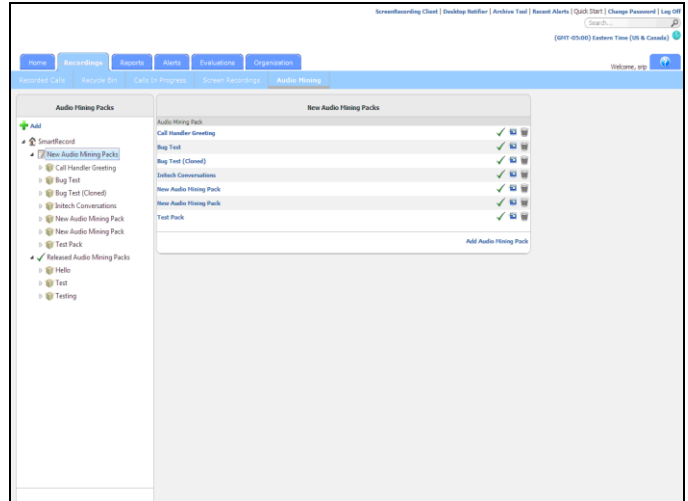 ScreenRecording Client | Desktop Notifier | Archive Tool | Recent Alerts | Quick Start | Change Password | Log Off
Search...
(GMT-05:00) Eastern Time (US & Canada)
Home Recordings Reports Alerts Evaluations Organization
Welcome, erip
Recorded Calls Recycle Bin Calls In Progress Screen Recordings Audio Mining
Audio Mining Packs
Add
SmartRecord
New Audio Mining Packs
Call Handler Greeting
Bug Test
Bug Test (Cloned)
Initech Conversations
New Audio Mining Pack
New Audio Mining Pack
Test Pack
Released Audio Mining Packs
Hello
Test
Testing
New Audio Mining Packs
Audio Mining Pack
Call Handler Greeting
Bug Test
Bug Test (Cloned)
Initech Conversations
New Audio Mining Pack
New Audio Mining Pack
Test Pack
Add Audio Mining Pack